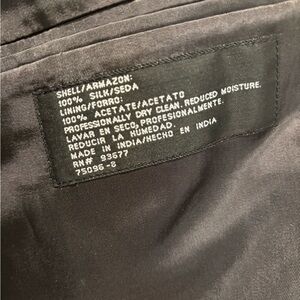 SHELL/ARMAZON:
100% SILK/SEDA
LINING/FORRO:
100% ACETATE/ACETATO
PROFESSIONALLY DRY CLEAN. REDUCED MOISTURE.
LAVAR EN SECO, PROFESIONALMENTE.
REDUCIR LA HUMEDAD.
MADE IN INDIA/HECHO EN INDIA
RN# 93677
75096-8